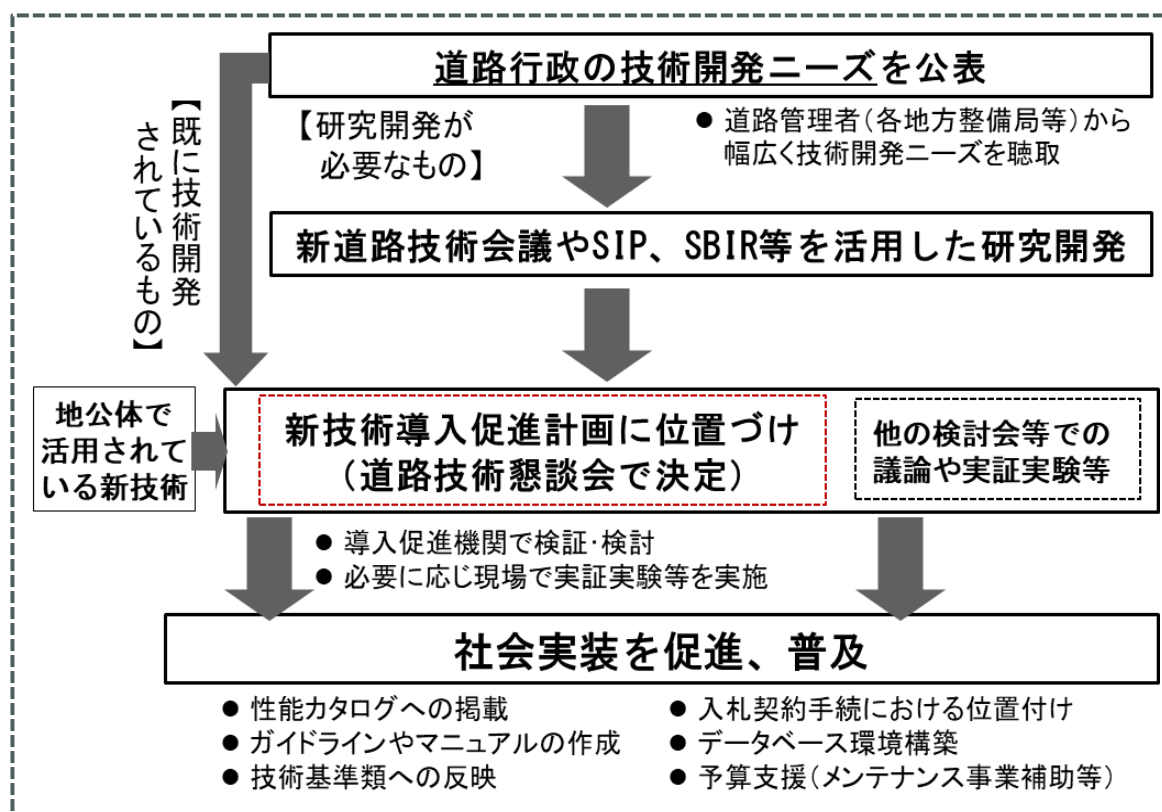 道路行政の技術開発ニーズを公表
【既に技術開発
されているもの】
【研究開発が
必要なもの】
● 道路管理者(各地方整備局等)から
幅広く技術開発ニーズを聴取
新道路技術会議やSIP、SBIR等を活用した研究開発
地公体で
活用されて
いる新技術
新技術導入促進計画に位置づけ
(道路技術懇談会で決定)
他の検討会等での
議論や実証実験等
● 導入促進機関で検証・検討
● 必要に応じ現場で実証実験等を実施
社会実装を促進、普及
● 性能カタログへの掲載
● ガイドラインやマニュアルの作成
● 技術基準類への反映
● 入札契約手続における位置付け
● データベース環境構築
● 予算支援(メンテナンス事業補助等)